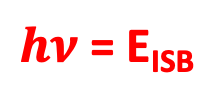 hν = E_ISB